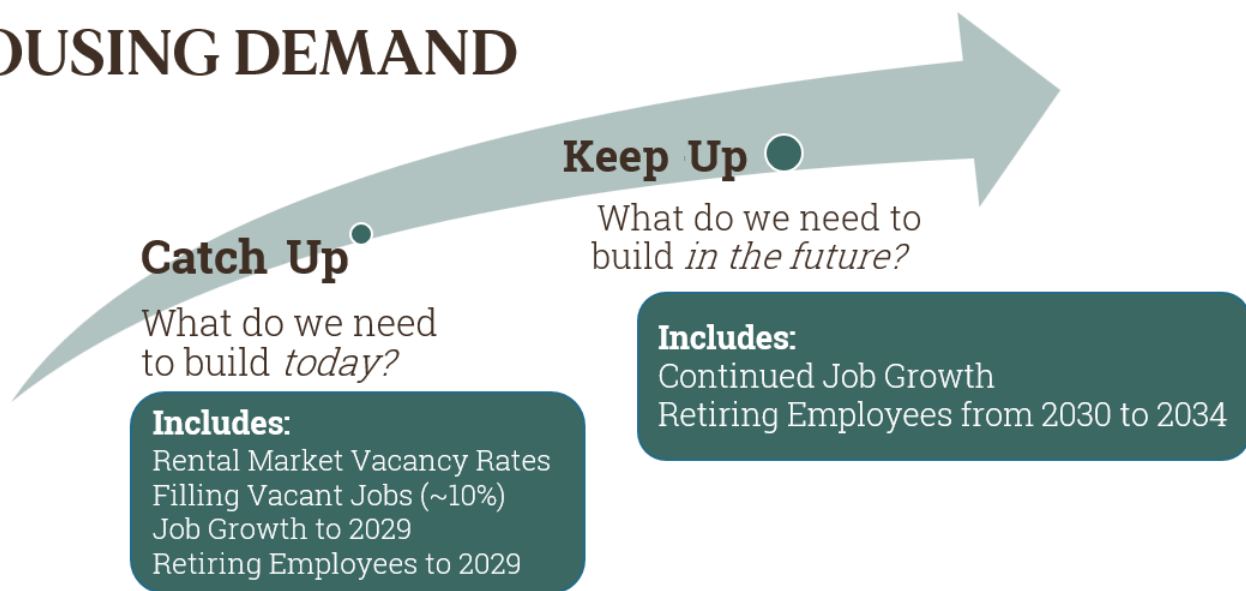 OUSING DEMAND
Keep Up
What do we need to
build in the future?
Catch Up
What do we need
to build today?
Includes:
Rental Market Vacancy Rates
Filling Vacant Jobs (~10%)
Job Growth to 2029
Retiring Employees to 2029
Includes:
Continued Job Growth
Retiring Employees from 2030 to 2034